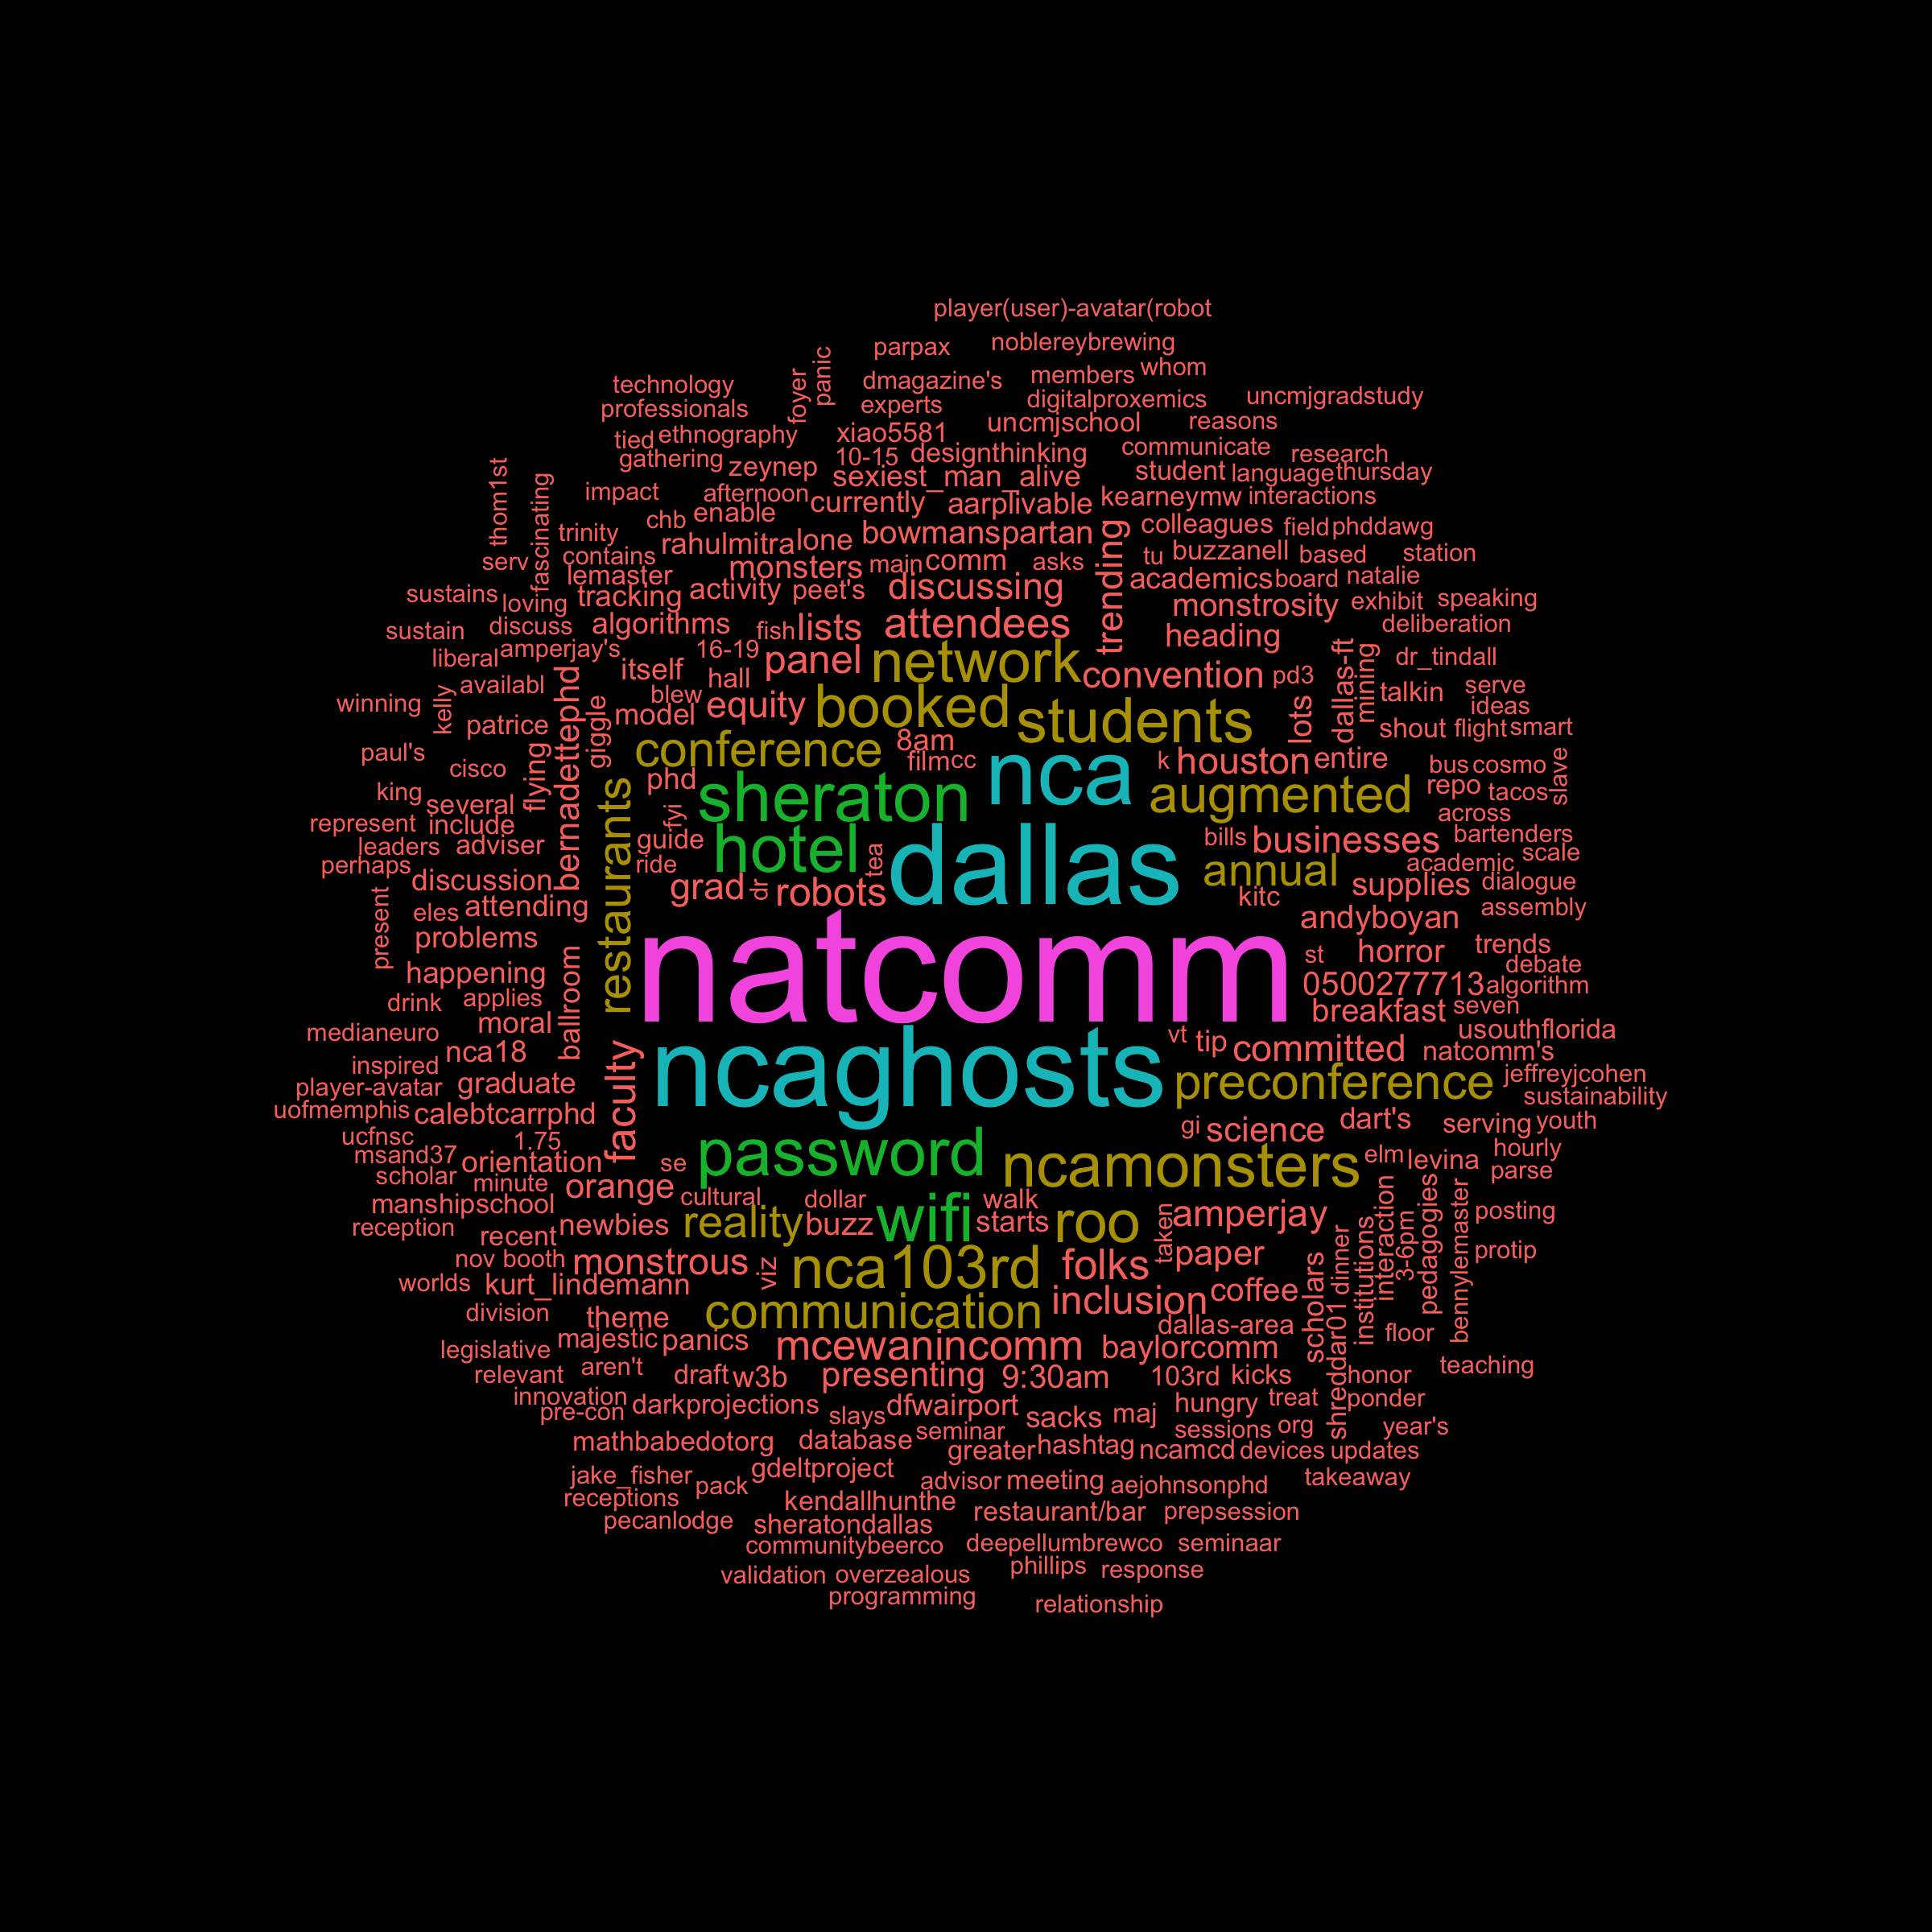 player(user)-avatar(robot
parpax noblereybrewing
technology foyer panic dmagazine's members whom
professionals experts digitalproxemics uncmjgradstudy
tied ethnography xiao5581 uncmjschool reasons
gathering zeynep 10-15 designthinking communicate research
thom1st fascinating impact afternoon sexiest_man_alive student language thursday
chb enable currently aarplivable kearneymw interactions
trinity rahulmitra lone bowmanspartan trending colleagues field phddawg
serv contains monsters main comm asks tu buzzanell based station
lemaster activity peet's discussing academics board natalie
sustains loving tracking monstrosity exhibit speaking
sustain discuss algorithms fish lists attendees heading deliberation
liberal amperjay's itself 16-19 panel network convention pd3 lots dallas-ft mining dr_tindall
kelly availabl bernadettephd giggle blew hall talkin serve
winning patrice model equity booked students shout flight smart ideas
paul's flying conference 8am nca k houston entire slave
cisco phd film cc bus cosmo
king several restaurants fyi sheraton augmented repo tacos
represent include guide hotel dallas bills businesses across bartenders
leaders adviser ride tea annual academic scale
perhaps discussion grad dr robots kitc supplies dialogue
present eles attending andyboyan assembly
problems natcomm st horror trends
happening ballroom 0500277713 debate algorithm
drink applies breakfast seven
medianeuro moral faculty ncaghosts vt tip committed usouthflorida
inspired nca18 natcomm's
player-avatar graduate preconference jeffreyjcohen sustainability
uofmemphis calebtcarrphd gi science dart's serving youth
ucfnsc 1.75 password ncamonsters elm levina hourly
msand37 orientation se parse
scholar minute orange cultural dollar walk
manshipschool newbies reality buzz wifi starts roo taken amperjay interaction 3-6pm pedagogies bennylemaster posting
reception recent protip
nov booth monstrous viz nca103rd folks paper scholars dinner institutions
worlds kurt_lindemann inclusion coffee
division theme communication dallas-area shreddar01 floor
legislative majestic panics mcewanincomm baylorcomm teaching
relevant aren't draft w3b presenting 9:30am 103rd kicks honor
innovation pre-con darkprojections slays dfwairport sacks maj hungry treat ponder
mathbabedotorg database seminar greater hashtag ncamcd sessions org devices updates year's
jake_fisher pack gdeltproject advisor meeting aejohnsonphd takeaway
receptions kendallhunthe restaurant/bar prep session
pecanlodge sheratondallas
communitybeerco deepellumbrewco seminaar
validation overzealous phillips response
programming relationship